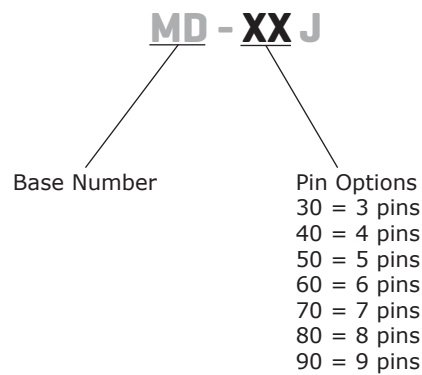 MD - XX J
Base Number
Pin Options
30 = 3 pins
40 = 4 pins
50 = 5 pins
60 = 6 pins
70 = 7 pins
80 = 8 pins
90 = 9 pins